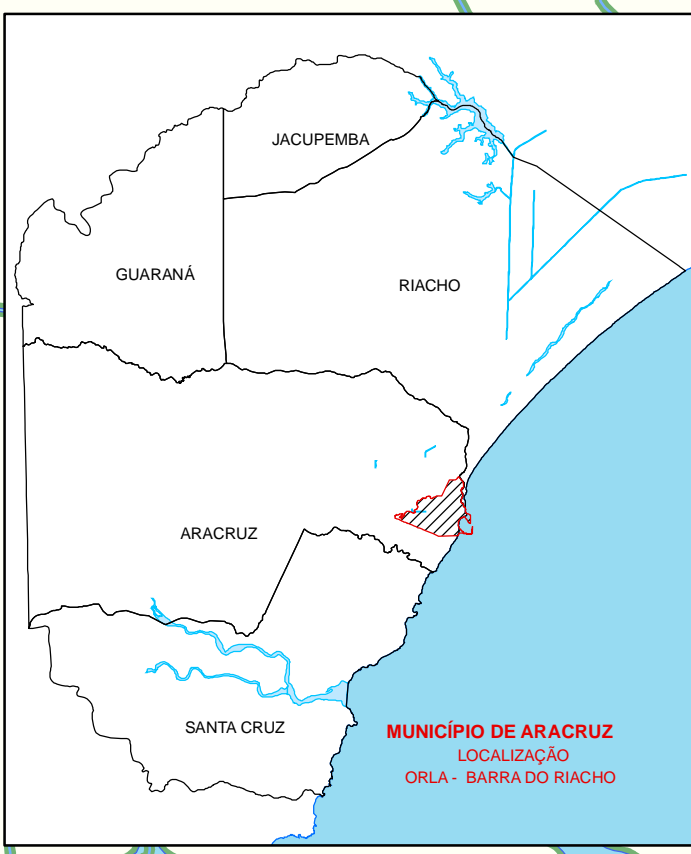 JACUPEMBA
GUARANÁ
RIACHO
ARACRUZ
SANTA CRUZ
MUNICÍPIO DE ARACRUZ
LOCALIZAÇÃO
ORLA - BARRA DO RIACHO